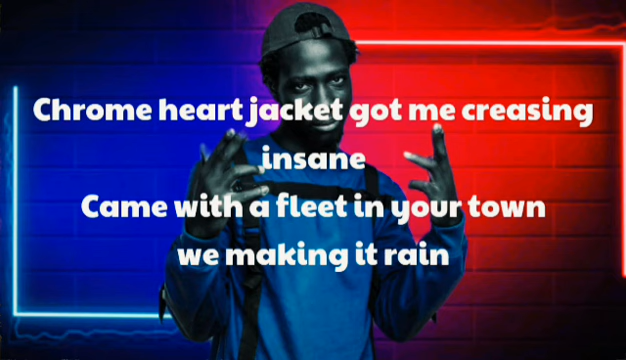 Chrome heart jacket got me creasing
insane
Came with a fleet in your town
we making it rain